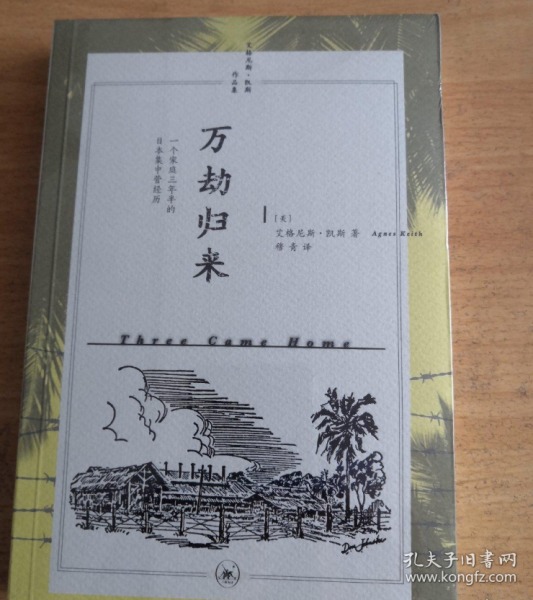 艾格尼斯·凯斯
作品集
万劫归来
一个家庭三年半的
日本集中营经历
[美]
艾格尼斯·凯斯 著 Agnes Keith
穆青 译
Three Came Home
孔夫子旧书网
www.kongfz.com